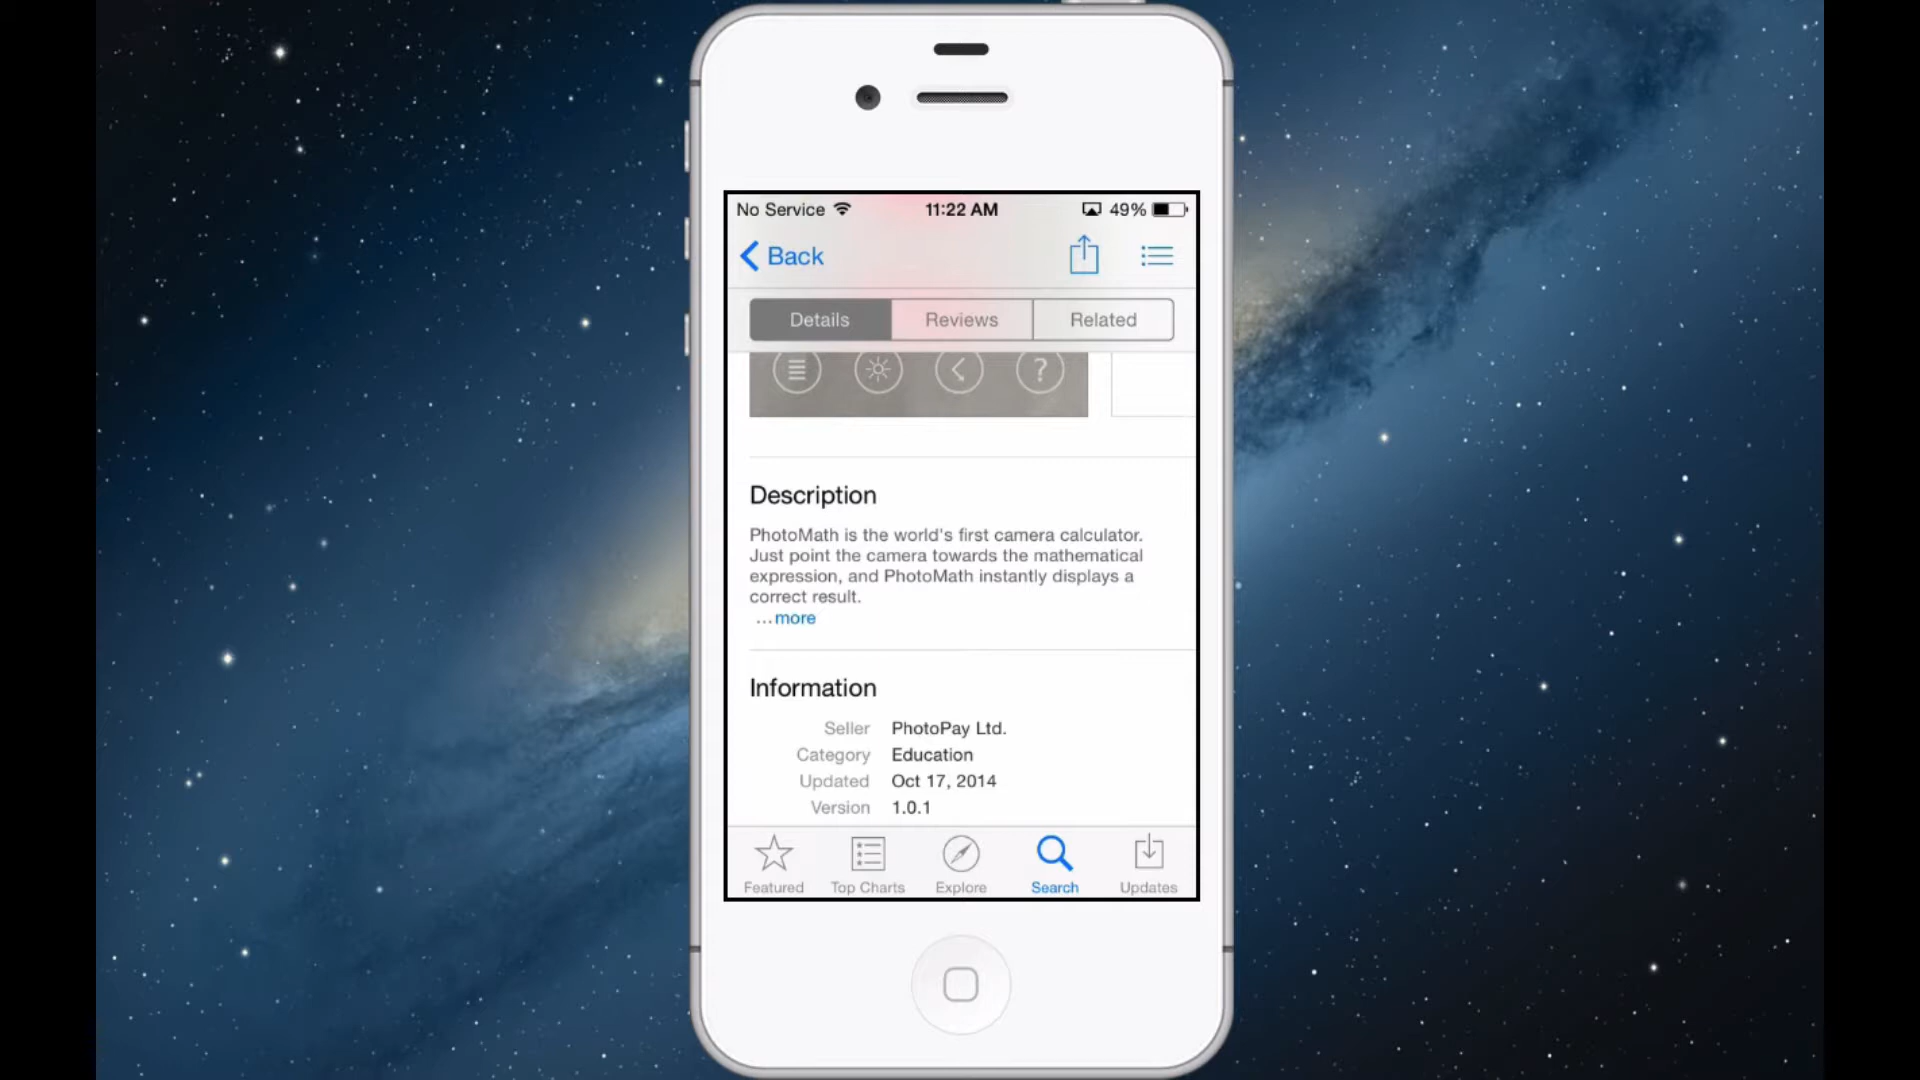 No Service 11:22 AM 49%
Back
Details Reviews Related
?
Description
PhotoMath is the world's first camera calculator.
Just point the camera towards the mathematical
expression, and PhotoMath instantly displays a
correct result.
...more
Information
Seller PhotoPay Ltd.
Category Education
Updated Oct 17, 2014
Version 1.0.1
Featured Top Charts Explore Search Updates